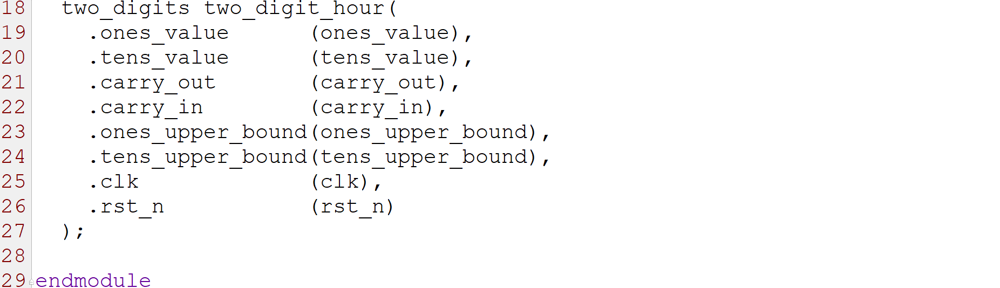 18 two_digits two_digit_hour(
19 .ones_value (ones_value),
20 .tens_value (tens_value),
21 .carry_out (carry_out),
22 .carry_in (carry_in),
23 .ones_upper_bound(ones_upper_bound),
24 .tens_upper_bound(tens_upper_bound),
25 .clk (clk),
26 .rst_n (rst_n)
27 );
28
29 endmodule